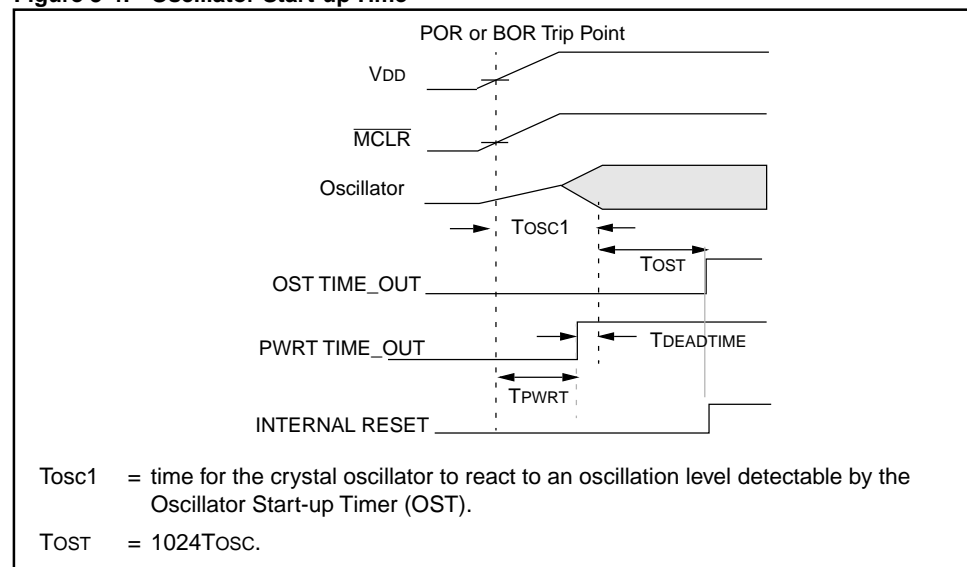 POR or BOR Trip Point
VDD
MCLR
Oscillator
TOSC1
TOST
OST TIME_OUT
TDEADTIME
PWRT TIME_OUT
TPWRT
INTERNAL RESET
Tosc1 = time for the crystal oscillator to react to an oscillation level detectable by the
Oscillator Start-up Timer (OST).
TOST = 1024TOSC.